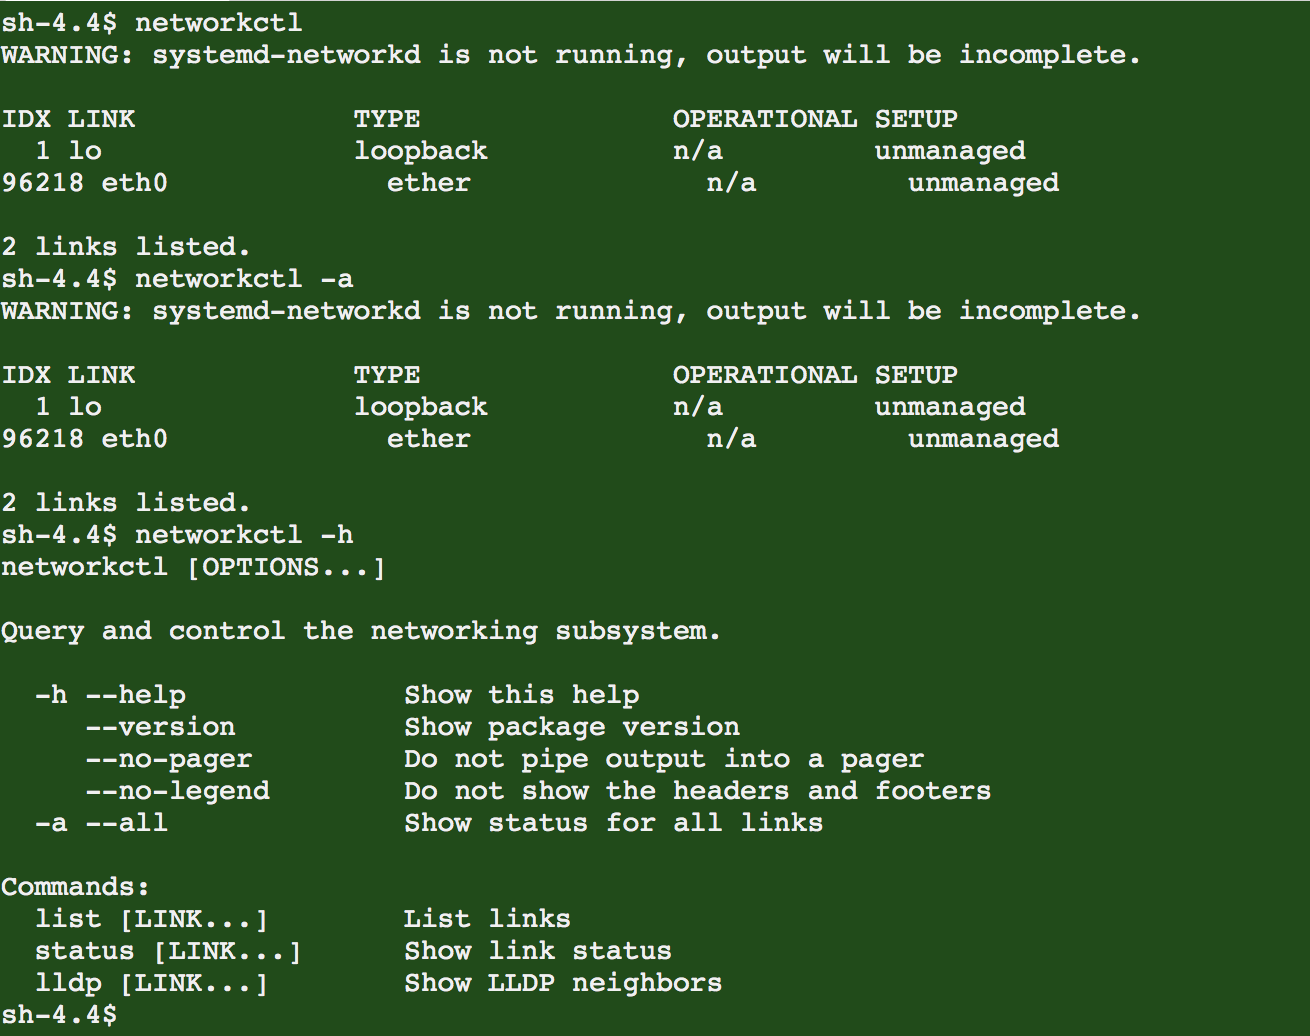 sh-4.4$ networkctl
WARNING: systemd-networkd is not running, output will be incomplete.
IDX LINK             TYPE               OPERATIONAL SETUP
  1 lo               loopback           n/a         unmanaged
96218 eth0             ether              n/a         unmanaged
2 links listed.
sh-4.4$ networkctl -a
WARNING: systemd-networkd is not running, output will be incomplete.
IDX LINK             TYPE               OPERATIONAL SETUP
  1 lo               loopback           n/a         unmanaged
96218 eth0             ether              n/a         unmanaged
2 links listed.
sh-4.4$ networkctl -h
networkctl [OPTIONS...]
Query and control the networking subsystem.
  -h --help             Show this help
     --version          Show package version
     --no-pager         Do not pipe output into a pager
     --no-legend        Do not show the headers and footers
  -a --all              Show status for all links
Commands:
  list [LINK...]        List links
  status [LINK...]      Show link status
  lldp [LINK...]        Show LLDP neighbors
sh-4.4$